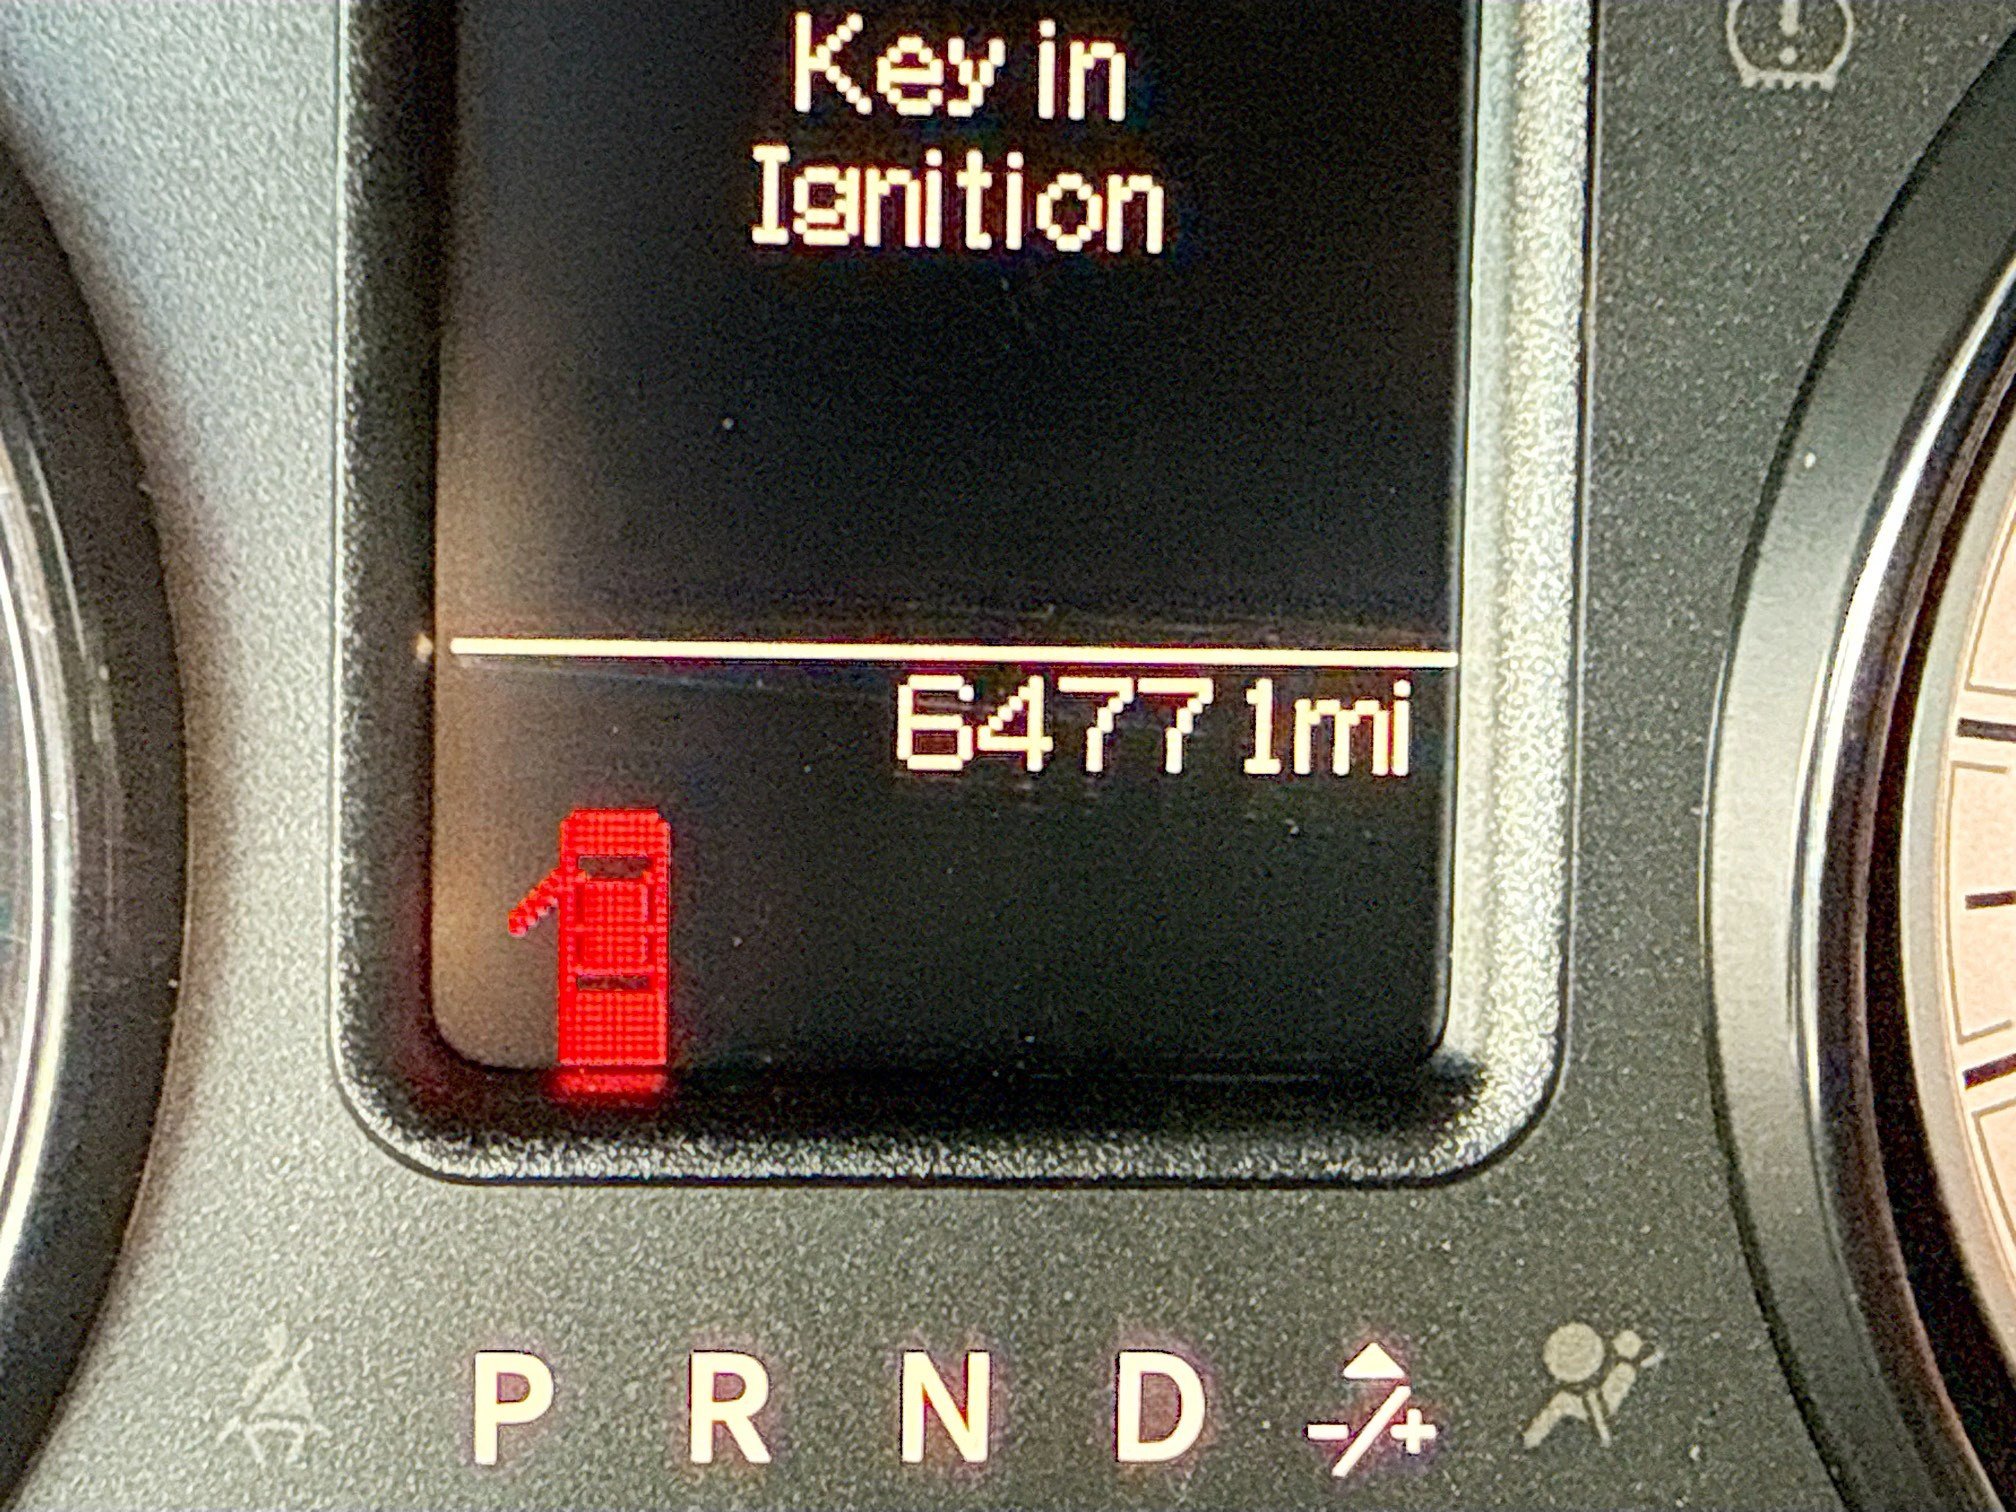 Key in
Ignition
64771mi
P R N D -/+